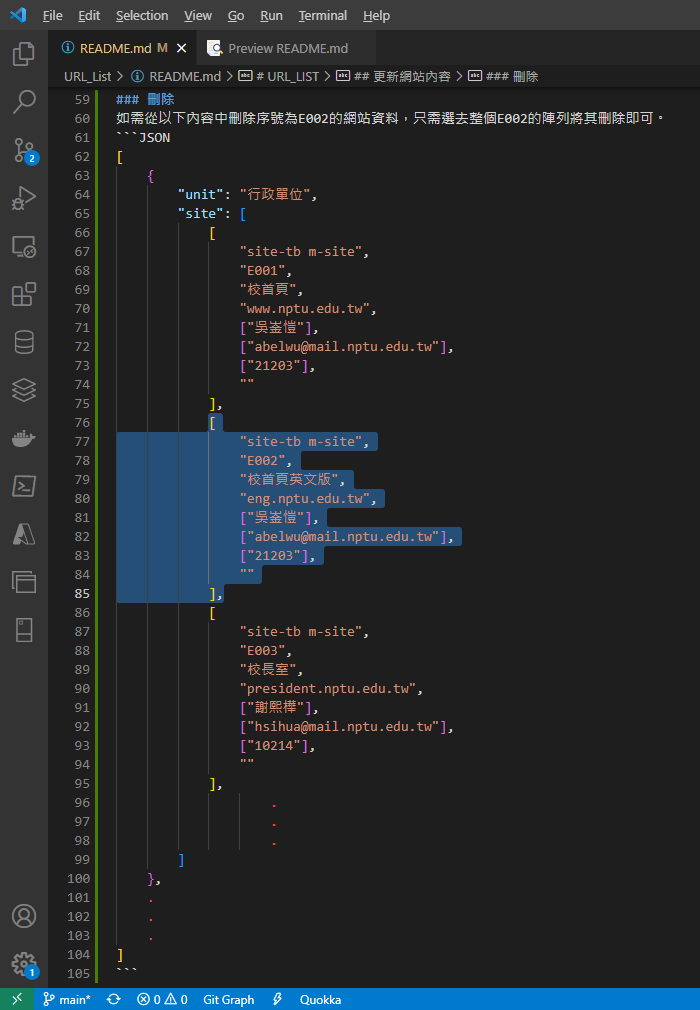 File Edit Selection View Go Run Terminal Help
README.md M Preview README.md
URL_List > README.md > # URL_LIST > ## 更新網站內容 > ### 刪除
59 ### 刪除
60 如需從以下內容中刪除序號為E002的網站資料，只需選去整個E002的陣列將其刪除即可。
61 ```JSON
62 [
63 {
64 "unit": "行政單位",
65 "site": [
66 [
67 "site-tb m-site",
68 "E001",
69 "校首頁",
70 "www.nptu.edu.tw",
71 ["吳崟愷"],
72 ["abelwu@mail.nptu.edu.tw"],
73 ["21203"],
74 ""
75 ],
76 [
77 "site-tb m-site",
78 "E002",
79 "校首頁英文版",
80 "eng.nptu.edu.tw",
81 ["吳崟愷"],
82 ["abelwu@mail.nptu.edu.tw"],
83 ["21203"],
84 ""
85 ],
86 [
87 "site-tb m-site",
88 "E003",
89 "校長室",
90 "president.nptu.edu.tw",
91 ["謝熙樺"],
92 ["hsihua@mail.nptu.edu.tw"],
93 ["10214"],
94 ""
95 ],
96 .
97 .
98 .
99 ]
100 },
101 .
102 .
103 .
104 ]
105 ```
2
1
main* 0 0 Git Graph Quokka